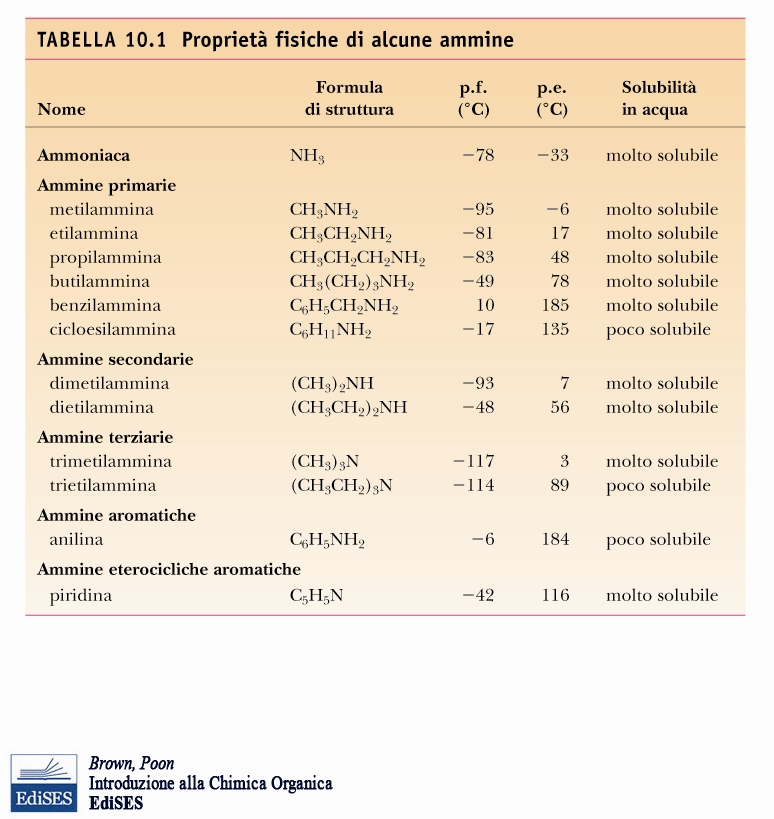 TABELLA 10.1 Proprietà fisiche di alcune ammine
Nome Formula di struttura p.f. (°C) p.e. (°C) Solubilità in acqua
Ammoniaca NH₃ −78 −33 molto solubile
Ammine primarie
metilammina CH₃NH₂ −95 −6 molto solubile
etilammina CH₃CH₂NH₂ −81 17 molto solubile
propilammina CH₃CH₂CH₂NH₂ −83 48 molto solubile
butilammina CH₃(CH₂)₃NH₂ −49 78 molto solubile
benzilammina C₆H₅CH₂NH₂ 10 185 molto solubile
cicloesilammina C₆H₁₁NH₂ −17 135 poco solubile
Ammine secondarie
dimetilammina (CH₃)₂NH −93 7 molto solubile
dietilammina (CH₃CH₂)₂NH −48 56 molto solubile
Ammine terziarie
trimetilammina (CH₃)₃N −117 3 molto solubile
trietilammina (CH₃CH₂)₃N −114 89 poco solubile
Ammine aromatiche
anilina C₆H₅NH₂ −6 184 poco solubile
Ammine eterocicliche aromatiche
piridina C₅H₅N −42 116 molto solubile
EdiSES
Brown, Poon
Introduzione alla Chimica Organica
EdiSES